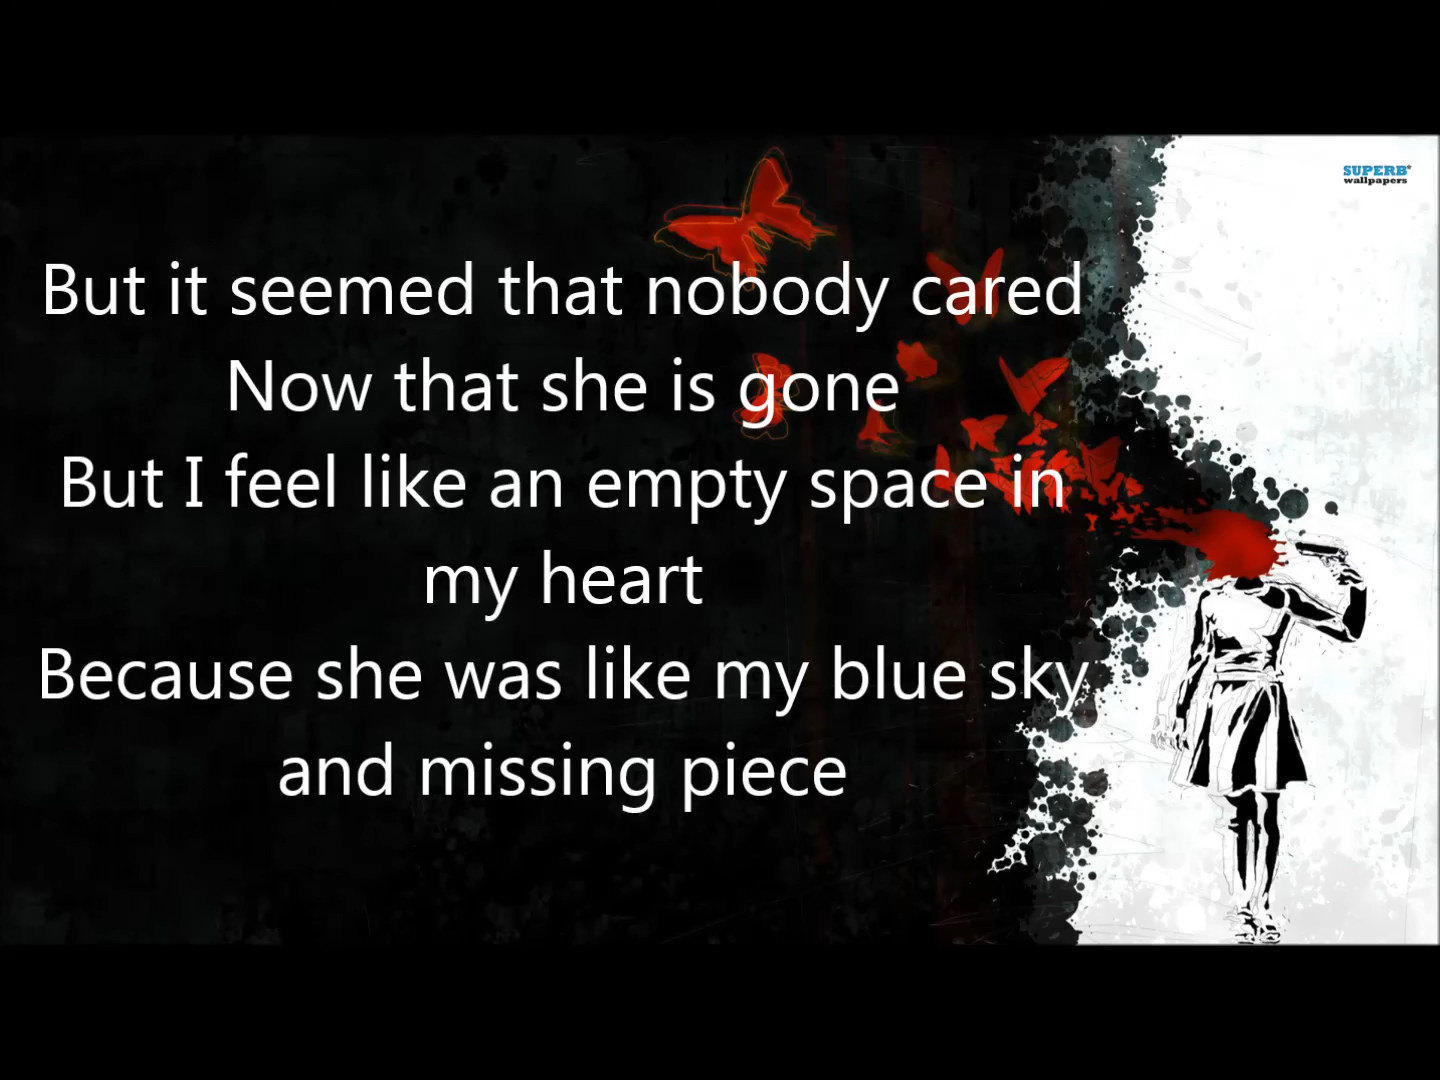 SUPERB®
wallpapers
But it seemed that nobody cared
Now that she is gone
But I feel like an empty space in
my heart
Because she was like my blue sky
and missing piece